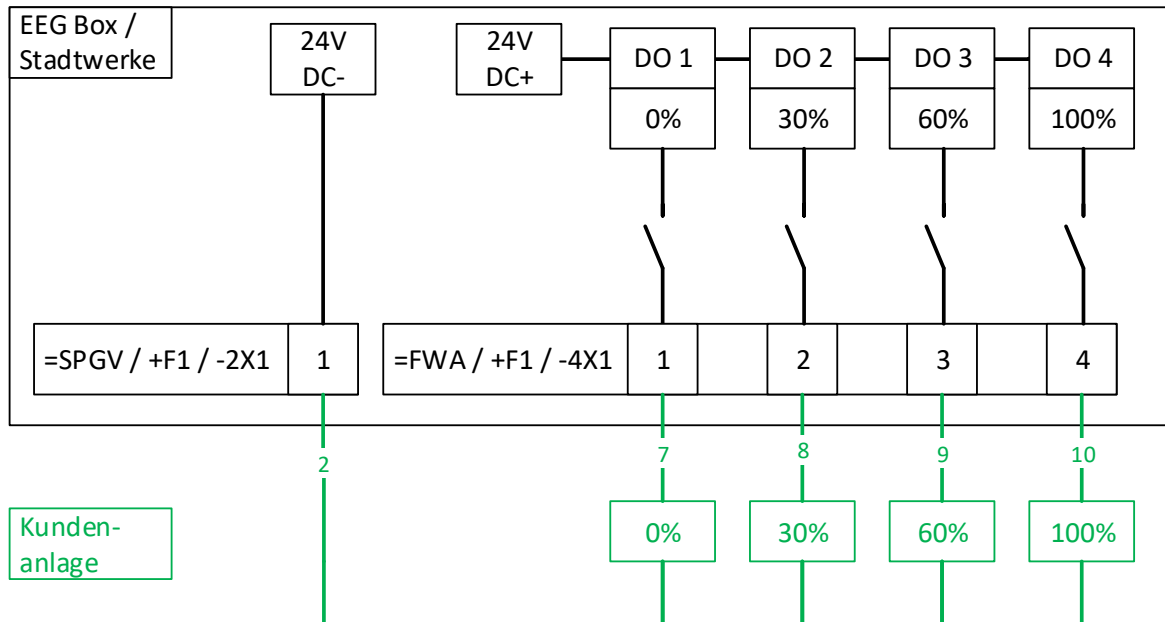 EEG Box /
Stadtwerke
24V
DC-
24V
DC+
DO 1
DO 2
DO 3
DO 4
0%
30%
60%
100%
=SPGV / +F1 / -2X1
1
=FWA / +F1 / -4X1
1
2
3
4
2
7
8
9
10
Kunden-
anlage
0%
30%
60%
100%